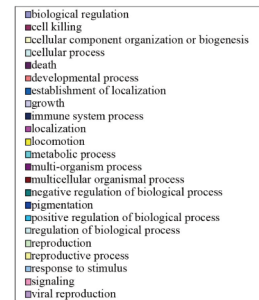 biological regulation
cell killing
cellular component organization or biogenesis
cellular process
death
developmental process
establishment of localization
growth
immune system process
localization
locomotion
metabolic process
multi-organism process
multicellular organismal process
negative regulation of biological process
pigmentation
positive regulation of biological process
regulation of biological process
reproduction
reproductive process
response to stimulus
signaling
viral reproduction